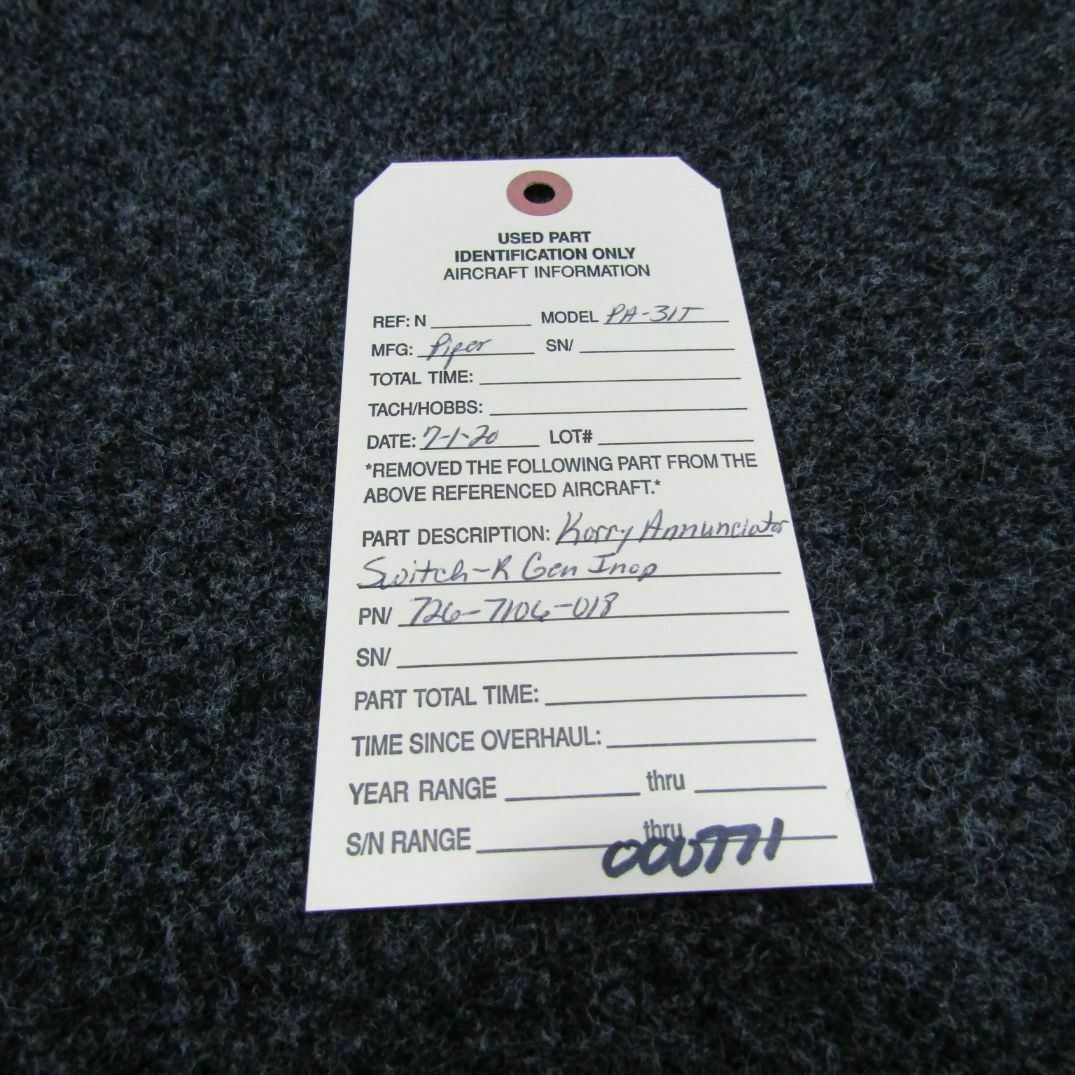 USED PART
IDENTIFICATION ONLY
AIRCRAFT INFORMATION
REF: N MODEL PA-31T
MFG: Piper SN/
TOTAL TIME:
TACH/HOBBS:
DATE: 7-1-20 LOT#
*REMOVED THE FOLLOWING PART FROM THE
ABOVE REFERENCED AIRCRAFT.*
PART DESCRIPTION: Korry Annunciator
Switch-R Gen Inop
PN/ 726-7106-018
SN/
PART TOTAL TIME:
TIME SINCE OVERHAUL:
YEAR RANGE thru
S/N RANGE thru
000771